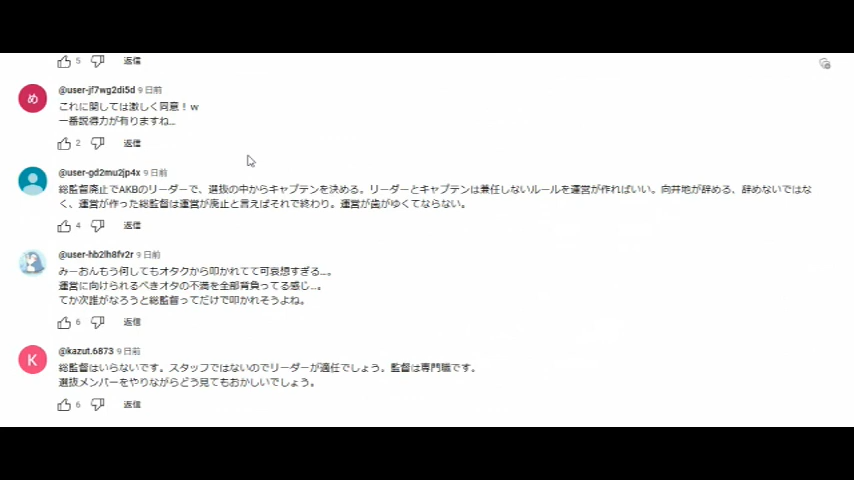 5 返信
め
@user-jf7wg2di5d 9 日前
これに関しては激しく同意！ｗ
一番説得力が有りますね...
2 返信
@user-gd2mu2jp4x 9 日前
総監督廃止でAKBのリーダーで、選抜の中からキャプテンを決める。リーダーとキャプテンは兼任しないルールを運営が作ればいい。向井地が辞める、辞めないではな
く、運営が作った総監督は運営が廃止と言えばそれで終わり。運営が歯がゆくてならない。
4 返信
@user-hb2lh8fv2r 9 日前
みーおんもう何してもオタクから叩かれてて可哀想すぎる...。
運営に向けられるべきオタの不満を全部背負ってる感じ...。
てか次誰がなろうと総監督ってだけで叩かれそうよね。
6 返信
K
@kazut.6873 9 日前
総監督はいらないです。スタッフではないのでリーダーが適任でしょう。監督は専門職です。
選抜メンバーをやりながらどう見てもおかしいでしょう。
6 返信